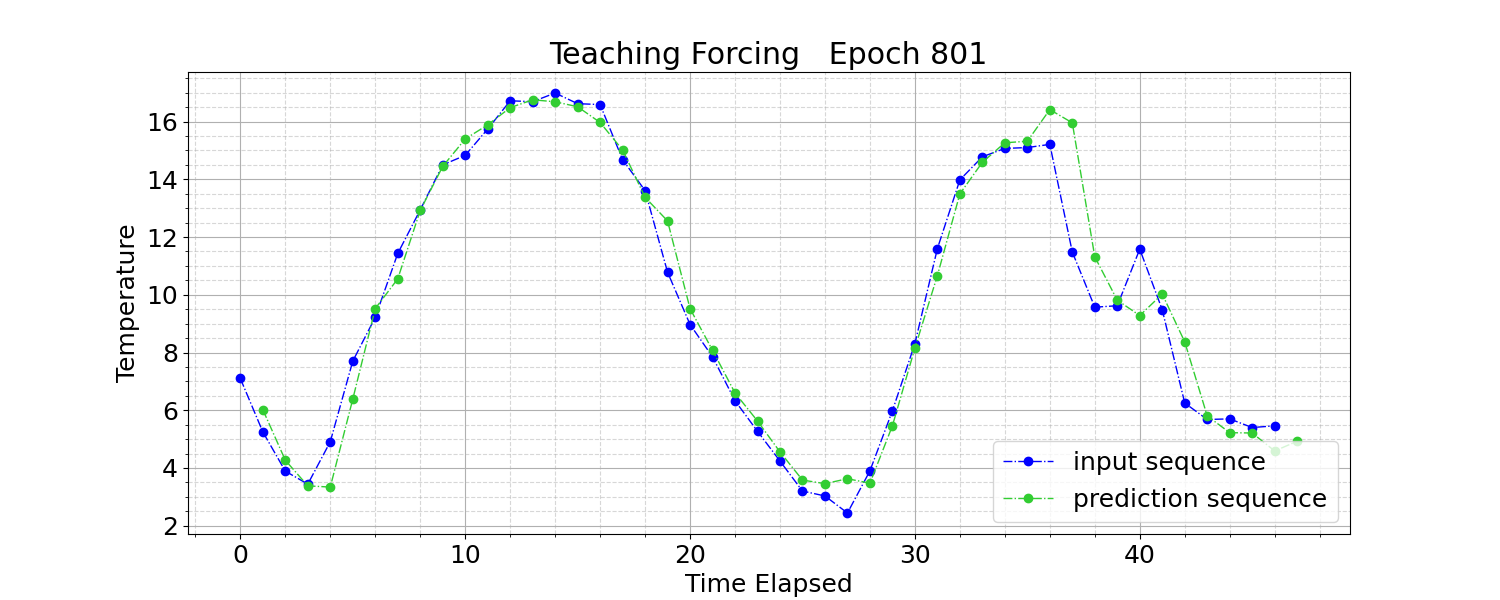 Teaching Forcing   Epoch 801
Temperature
16
14
12
10
8
6
4
2
0 10 20 30 40
Time Elapsed
input sequence
prediction sequence